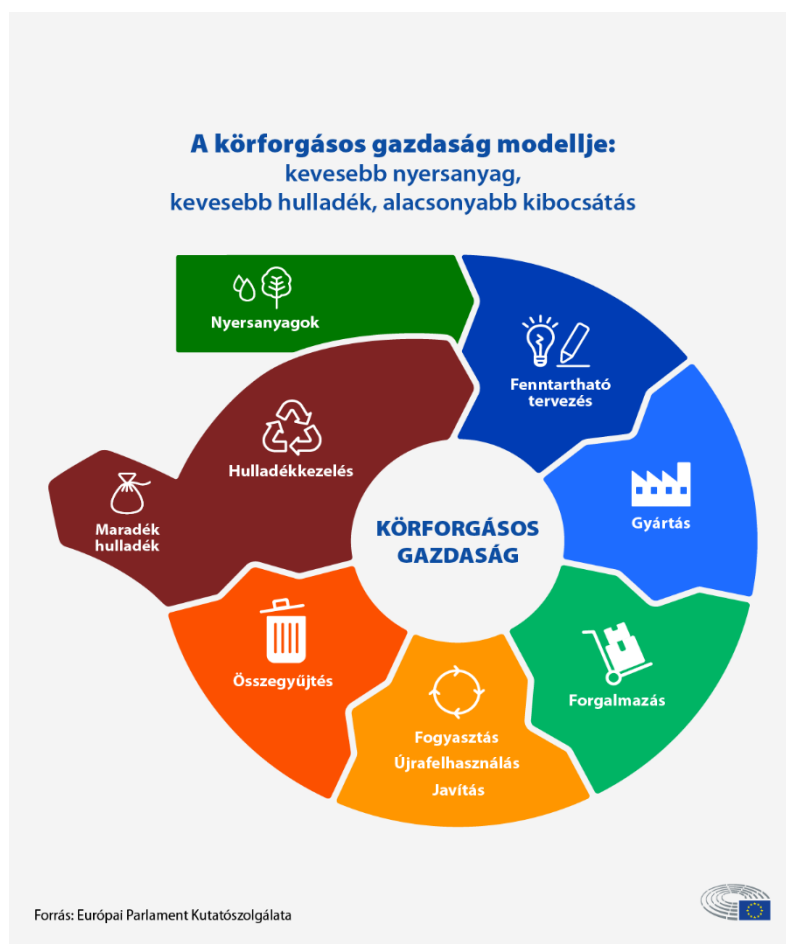 A körforgásos gazdaság modellje:
kevesebb nyersanyag,
kevesebb hulladék, alacsonyabb kibocsátás
Nyersanyagok
Fenntartható
tervezés
Gyártás
Forgalmazás
Fogyasztás
Újrafelhasználás
Javítás
Összegyűjtés
Hulladékkezelés
Maradék
hulladék
KÖRFORGÁSOS
GAZDASÁG
Forrás: Európai Parlament Kutatószolgálata